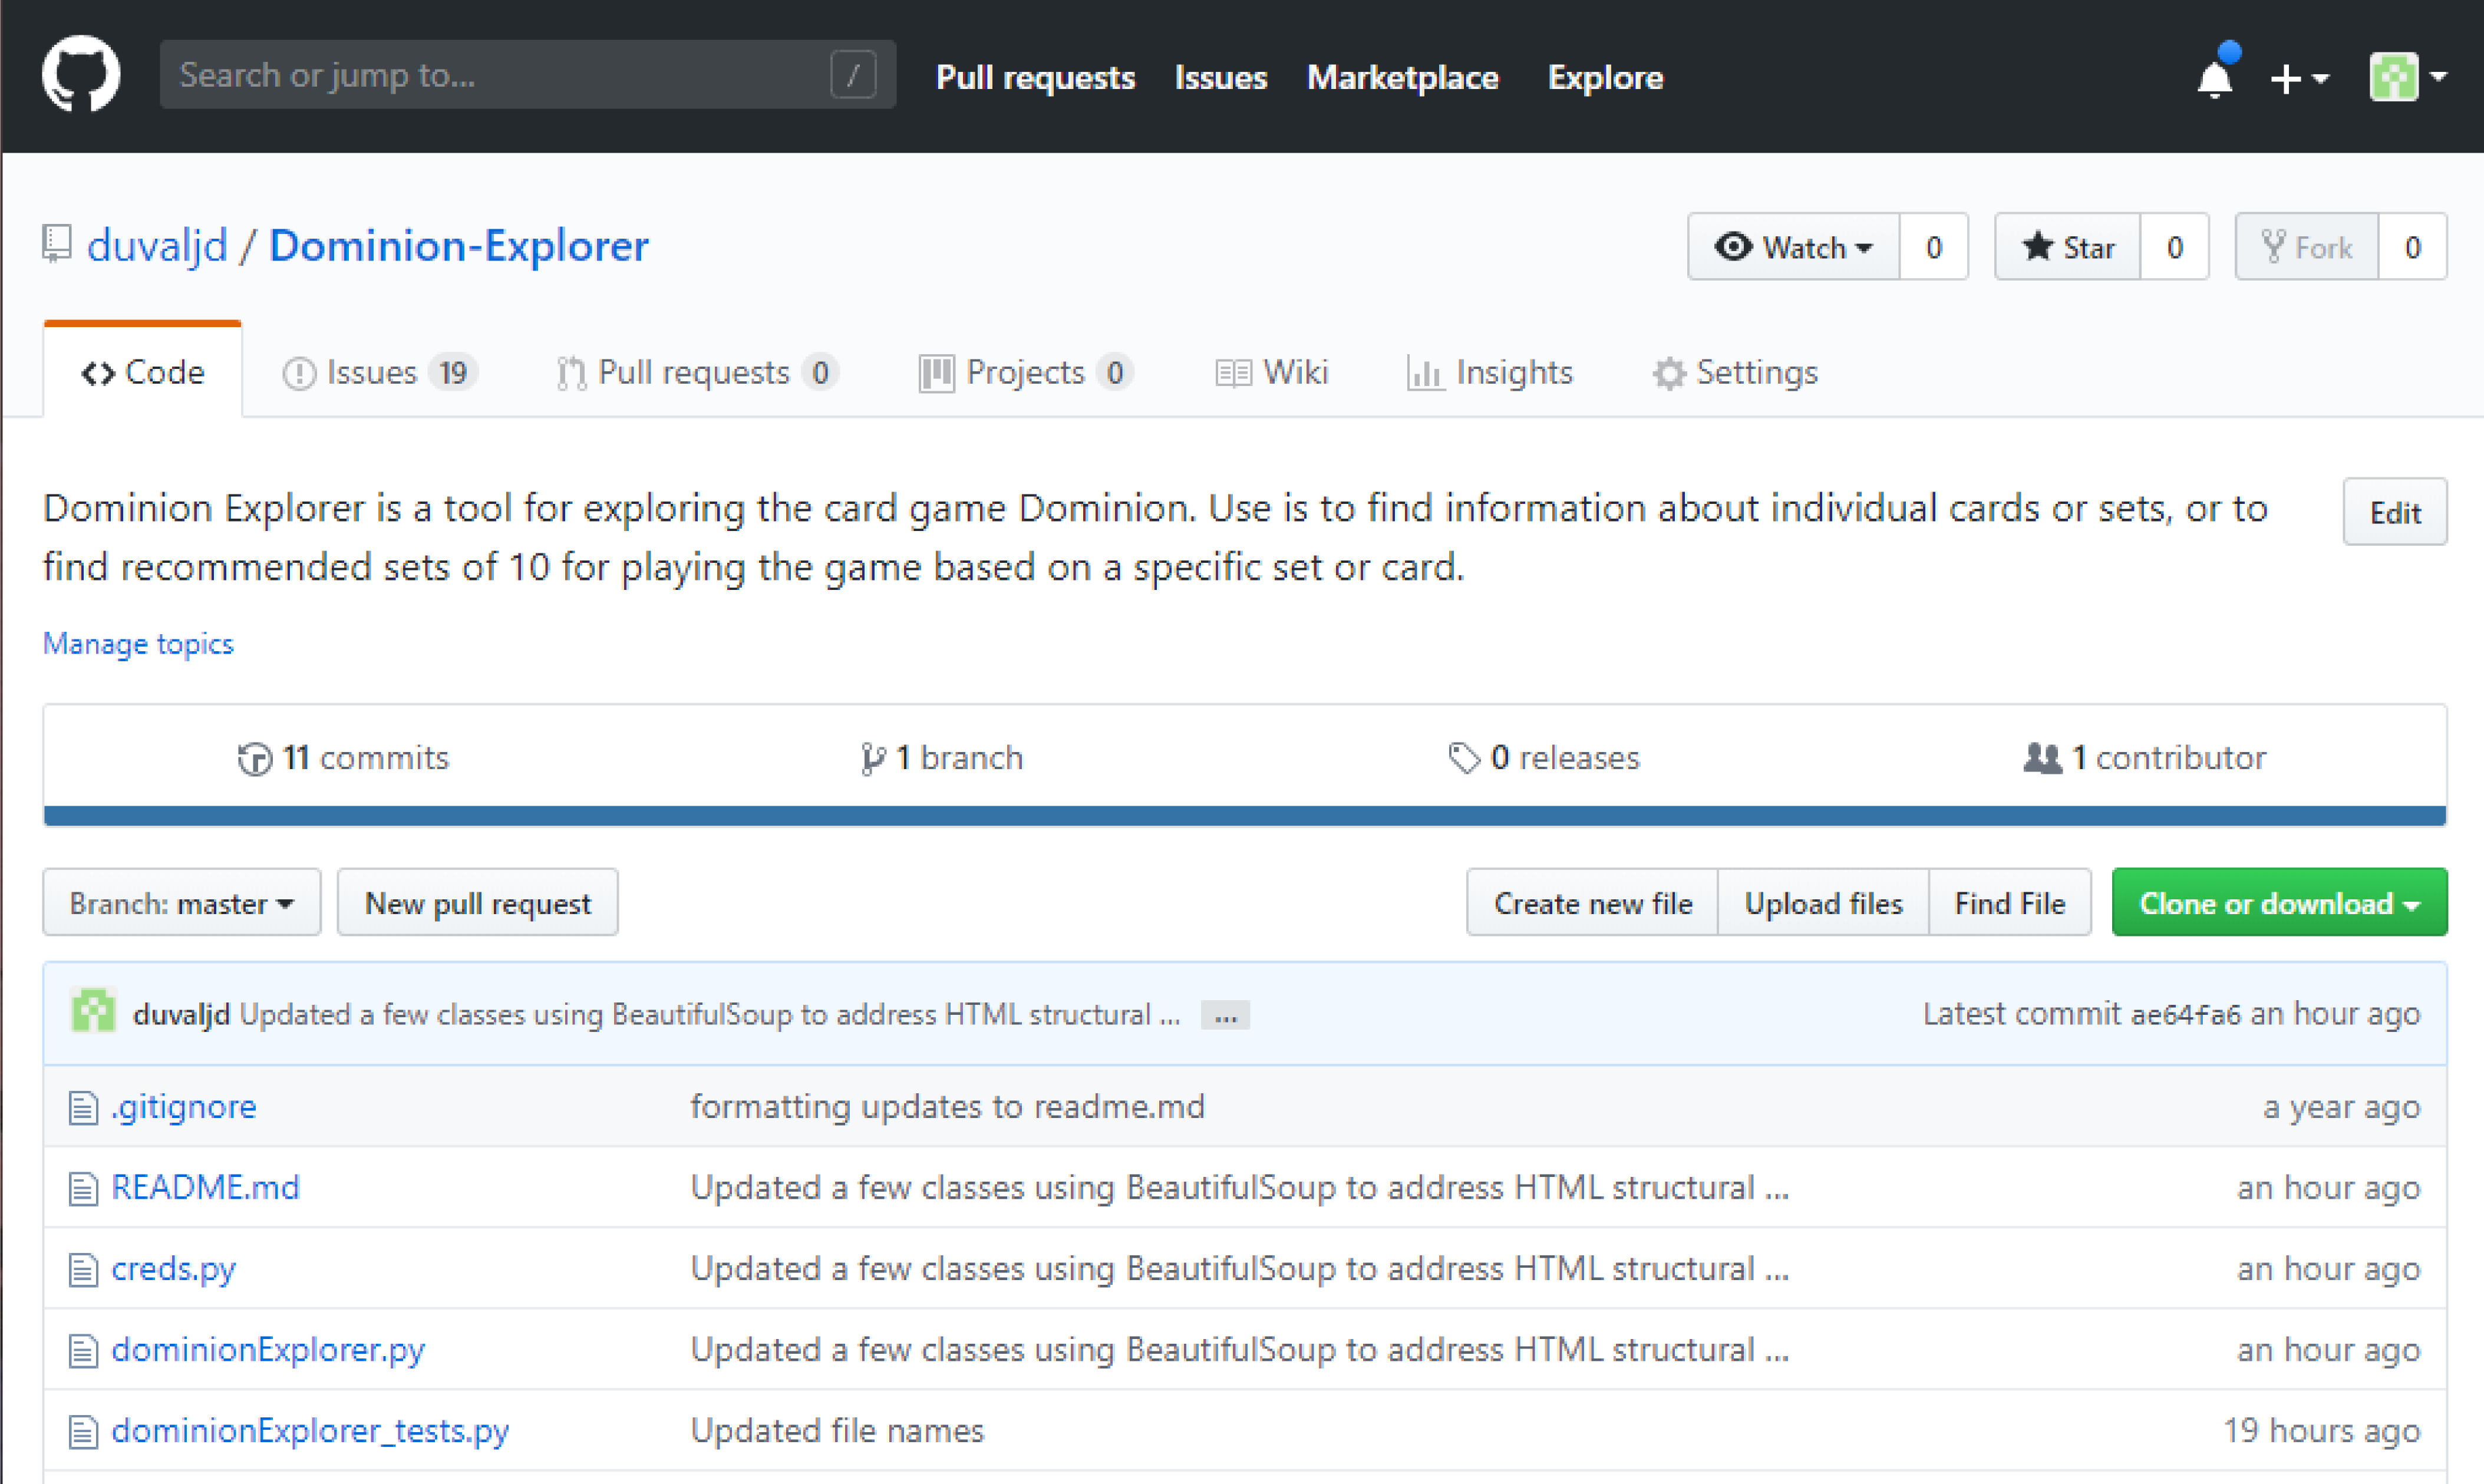 Search or jump to... / Pull requests Issues Marketplace Explore
duvaljd / Dominion-Explorer Watch 0 Star 0 Fork 0
Code Issues 19 Pull requests 0 Projects 0 Wiki Insights Settings
Dominion Explorer is a tool for exploring the card game Dominion. Use is to find information about individual cards or sets, or to
find recommended sets of 10 for playing the game based on a specific set or card.
Edit
Manage topics
11 commits 1 branch 0 releases 1 contributor
Branch: master New pull request Create new file Upload files Find File Clone or download
duvaljd Updated a few classes using BeautifulSoup to address HTML structural ... ... Latest commit ae64fa6 an hour ago
.gitignore formatting updates to readme.md a year ago
README.md Updated a few classes using BeautifulSoup to address HTML structural ... an hour ago
creds.py Updated a few classes using BeautifulSoup to address HTML structural ... an hour ago
dominionExplorer.py Updated a few classes using BeautifulSoup to address HTML structural ... an hour ago
dominionExplorer_tests.py Updated file names 19 hours ago